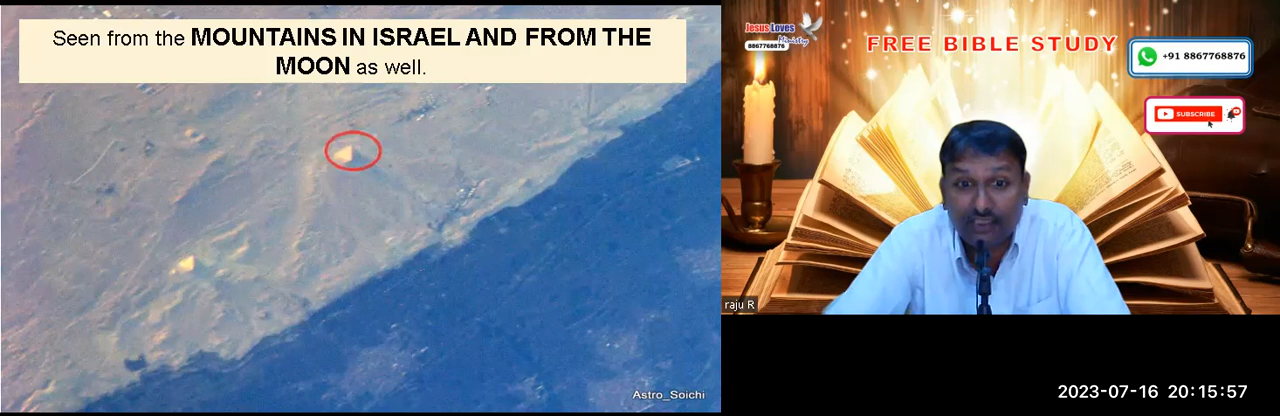 Seen from the MOUNTAINS IN ISRAEL AND FROM THE
MOON as well.
Astro_Soichi
Jesus Loves
Ministry
8867768876
FREE BIBLE STUDY
+91 8867768876
SUBSCRIBE
raju R
2023-07-16 20:15:57